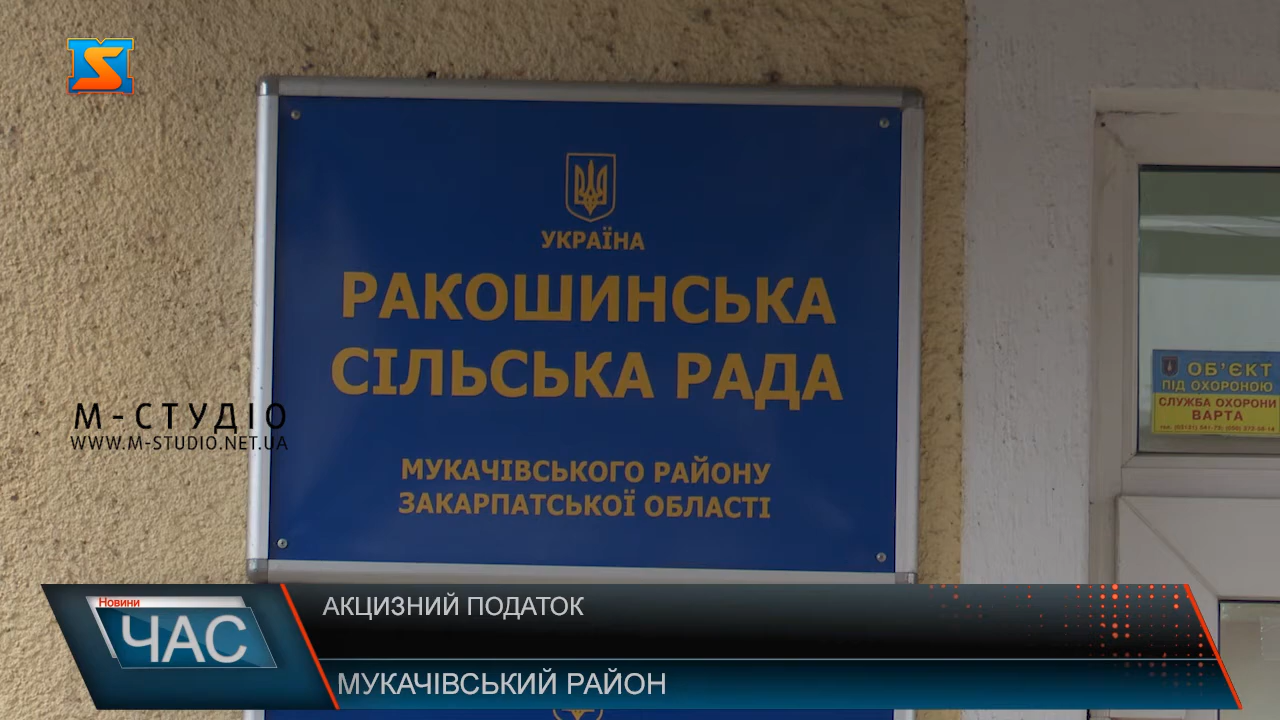 УКРАЇНА
РАКОШИНСЬКА
СІЛЬСЬКА РАДА
МУКАЧІВСЬКОГО РАЙОНУ
ЗАКАРПАТСЬКОЇ ОБЛАСТІ
ОБ'ЄКТ
ПІД ОХОРОНОЮ
СЛУЖБА ОХОРОНИ
ВАРТА
М-СТУДІО
WWW.M-STUDIO.NET.UA
Новини
ЧАС
АКЦИЗНИЙ ПОДАТОК
МУКАЧІВСЬКИЙ РАЙОН